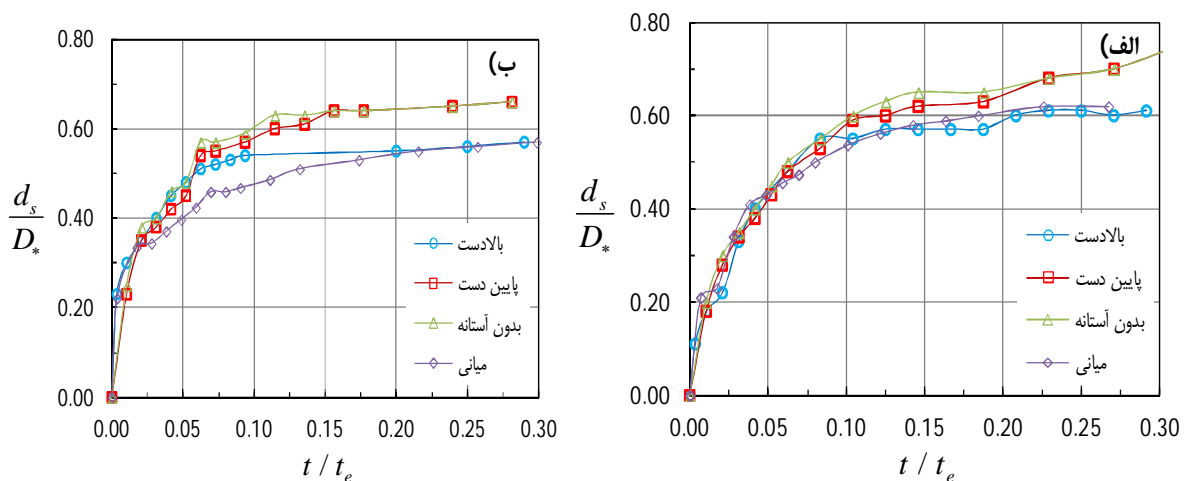 ب)
0.80
0.60
0.40
0.20
0.00
d_s
D_*
بالادست
پایین دست
بدون آستانه
میانی
0.00 0.05 0.10 0.15 0.20 0.25 0.30
t / t_e
الف)
0.80
0.60
0.40
0.20
0.00
d_s
D_*
بالادست
پایین دست
بدون آستانه
میانی
0.00 0.05 0.10 0.15 0.20 0.25 0.30
t / t_e